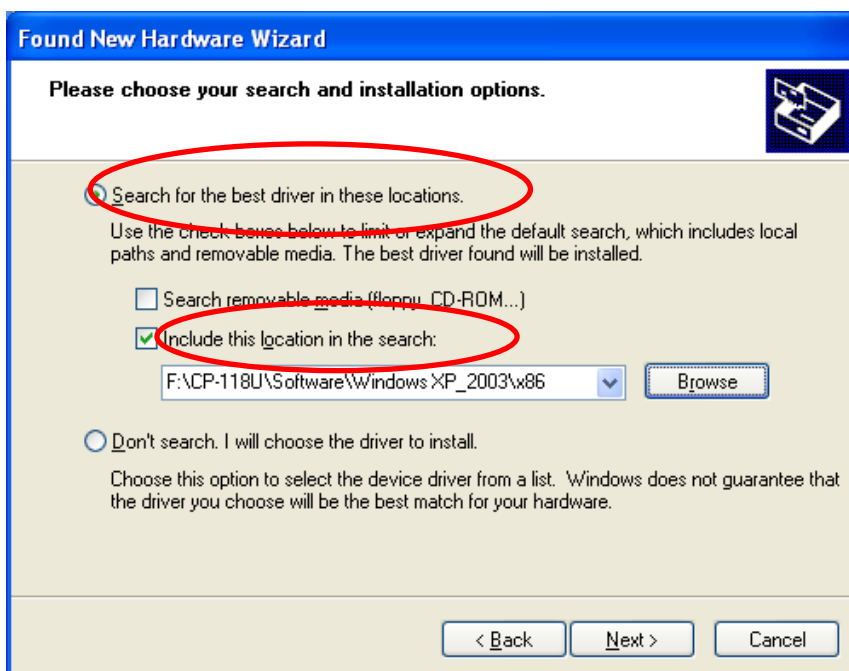 Found New Hardware Wizard
Please choose your search and installation options.
Search for the best driver in these locations.
Use the check boxes below to limit or expand the default search, which includes local
paths and removable media. The best driver found will be installed.
Search removable media (floppy, CD-ROM...)
Include this location in the search:
F:\CP-118U\Software\Windows XP_2003\x86
Browse
Don't search. I will choose the driver to install.
Choose this option to select the device driver from a list. Windows does not guarantee that
the driver you choose will be the best match for your hardware.
< Back Next > Cancel